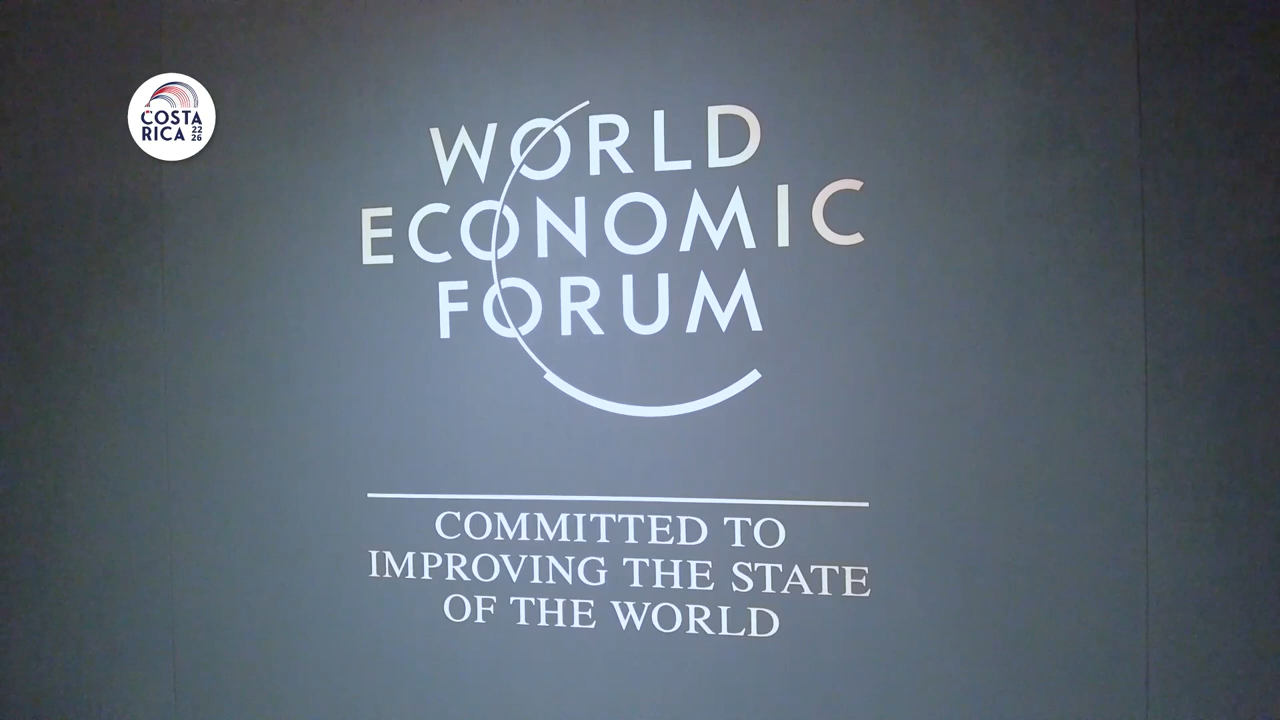 COSTA
RICA 22
26
WORLD
ECONOMIC
FORUM
COMMITTED TO
IMPROVING THE STATE
OF THE WORLD